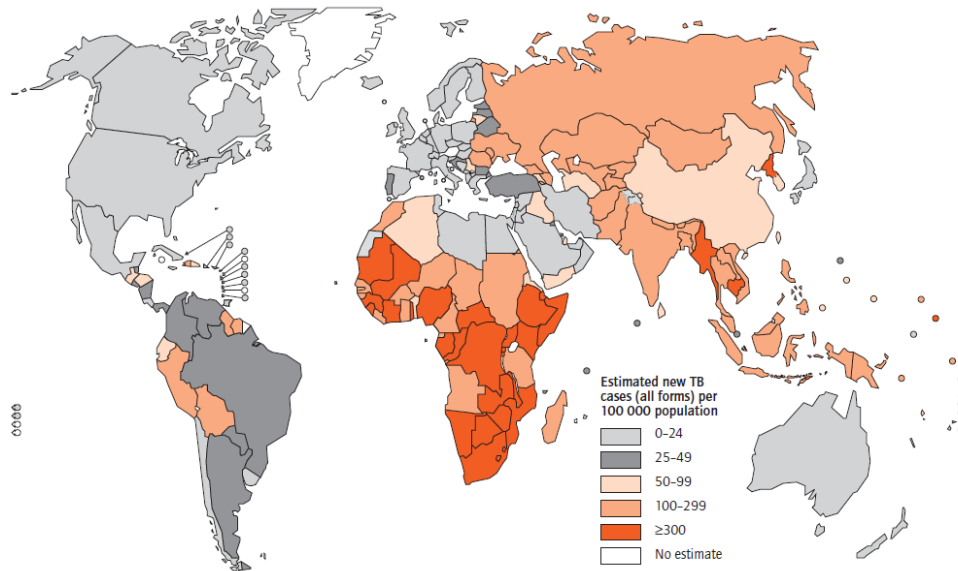 Estimated new TB
cases (all forms) per
100 000 population
0–24
25–49
50–99
100–299
≥300
No estimate